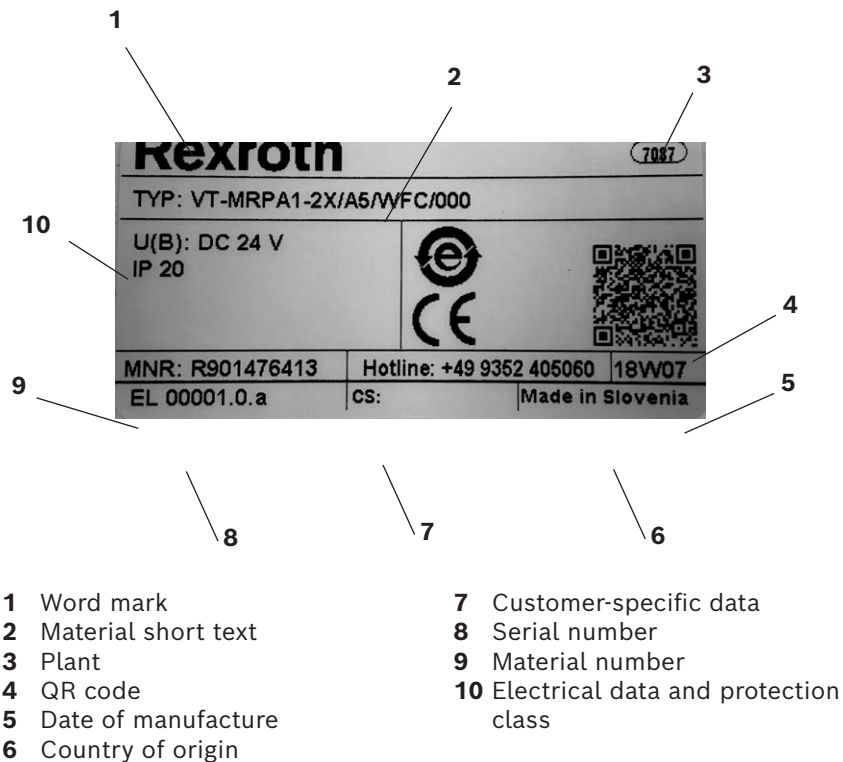 1
2
3
Rexroth
7087
TYP: VT-MRPA1-2X/A5/WFC/000
10
U(B): DC 24 V
IP 20
e
CE
4
MNR: R901476413
Hotline: +49 9352 405060
18W07
9
EL 00001.0.a
CS:
Made in Slovenia
5
8
7
6
1 Word mark
2 Material short text
3 Plant
4 QR code
5 Date of manufacture
6 Country of origin
7 Customer-specific data
8 Serial number
9 Material number
10 Electrical data and protection
class